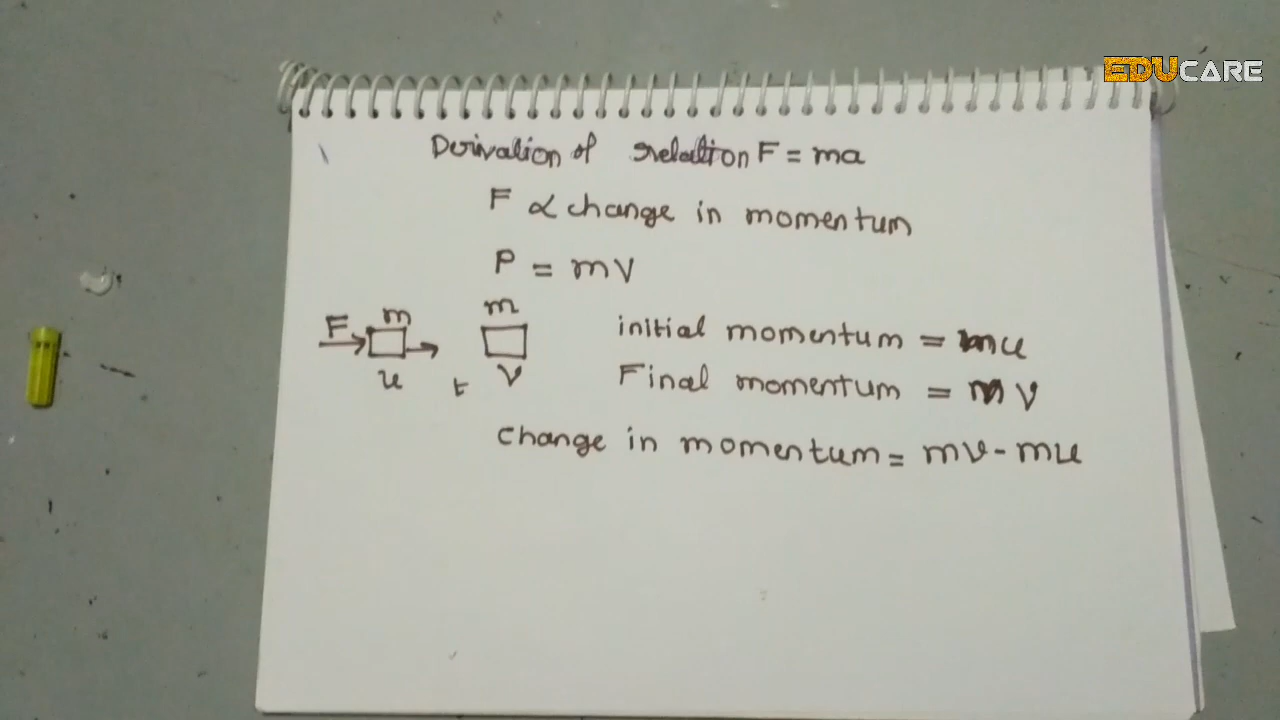 EDUCARE
Derivation of relation F = ma
F ∝ change in momentum
P = mv
F m
u
t
m
v
initial momentum = mu
Final momentum = mv
change in momentum = mv - mu